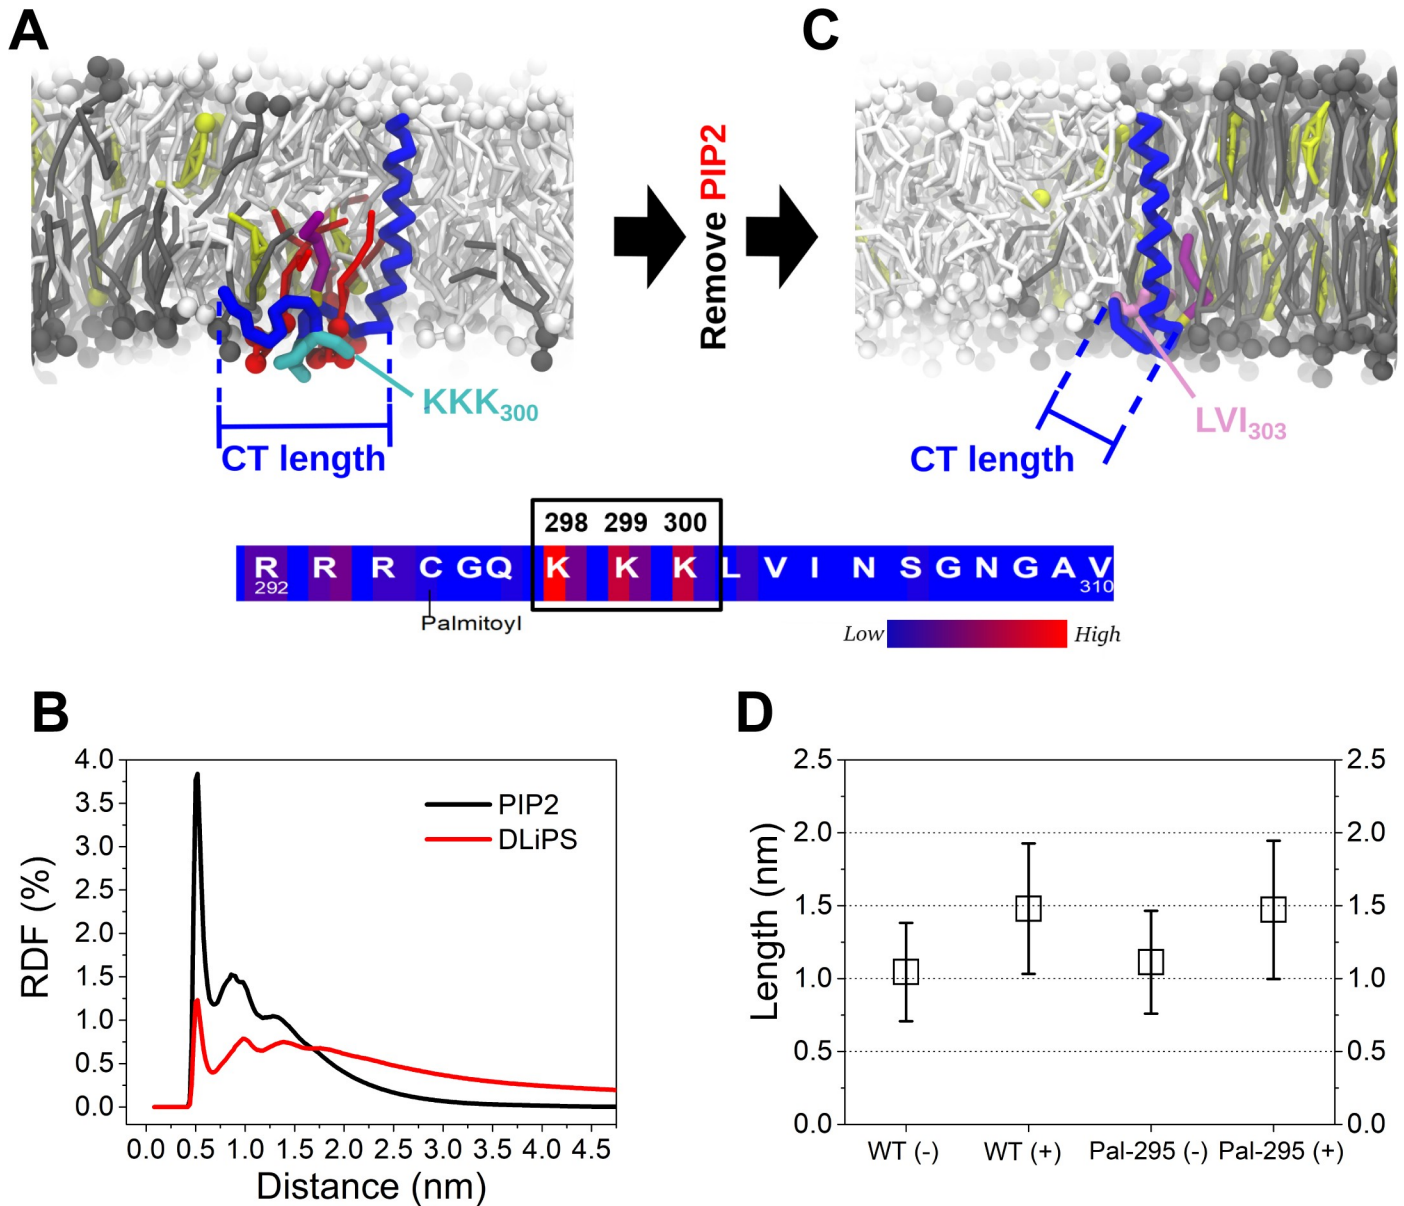 A
C
Remove PIP2
KKK300
CT length
LVI303
CT length
298 299 300
R R R C G Q K K K L V I N S G N G A V
292
310
Palmitoyl
Low
High
B
4.0
3.5
3.0
2.5
2.0
1.5
1.0
0.5
0.0
RDF (%)
PIP2
DLiPS
0.0 0.5 1.0 1.5 2.0 2.5 3.0 3.5 4.0 4.5
Distance (nm)
D
2.5
2.0
1.5
1.0
0.5
0.0
Length (nm)
2.5
2.0
1.5
1.0
0.5
0.0
WT (-) WT (+) Pal-295 (-) Pal-295 (+)